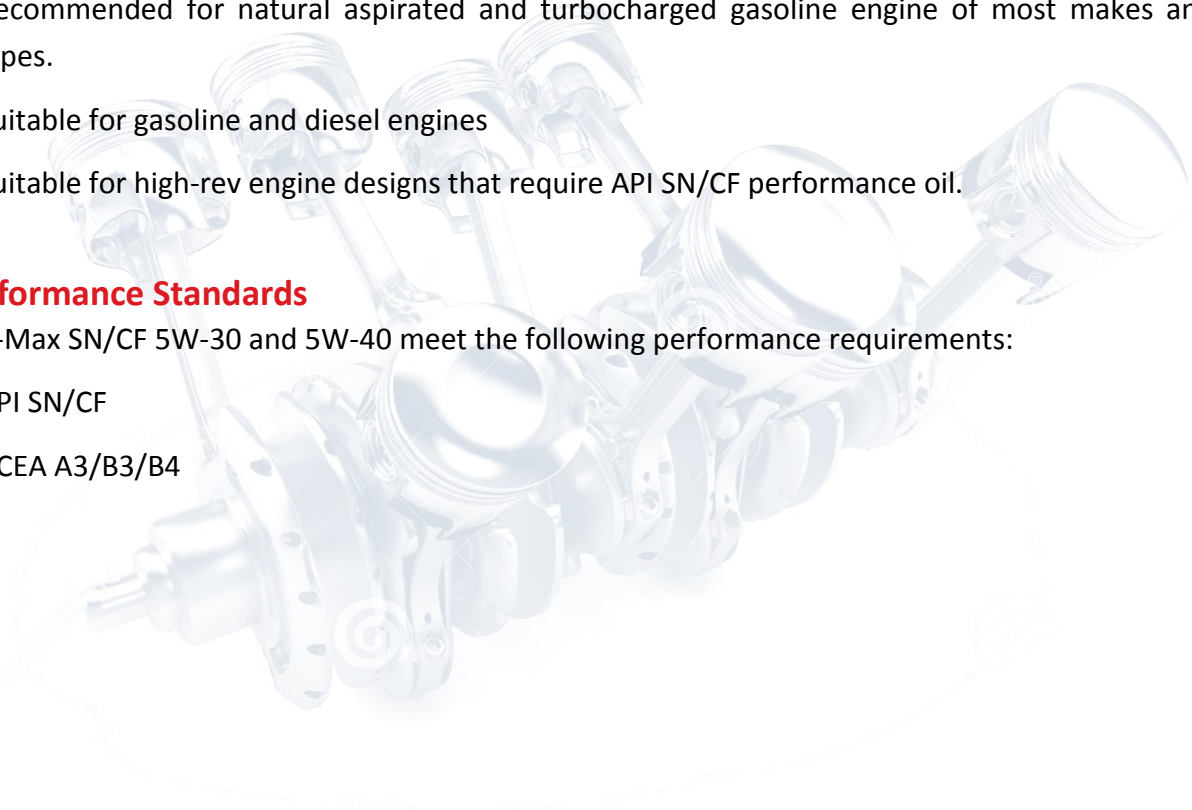 ecommended for natural aspirated and turbocharged gasoline engine of most makes an
pes.
uitable for gasoline and diesel engines
uitable for high-rev engine designs that require API SN/CF performance oil.
formance Standards
-Max SN/CF 5W-30 and 5W-40 meet the following performance requirements:
PI SN/CF
CEA A3/B3/B4